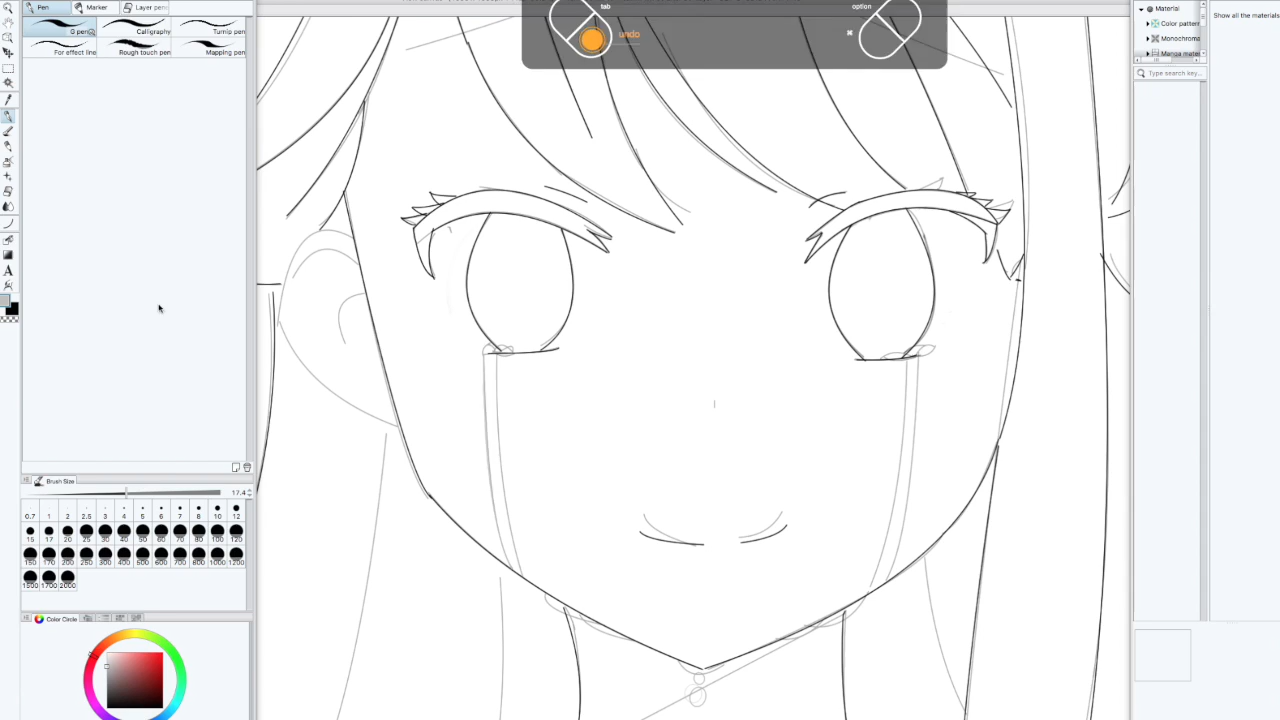 tab
option
undo
⌘
Pen
Marker
Layer pen
G pen
Calligraphy
Turnip pen
For effect line
Rough touch pen
Mapping pen
Brush Size
17.4
0.7 1 2 2.5 3 4 5 6 7 8 10 12
15 17 20 25 30 40 50 60 70 80 100 120
150 170 200 250 300 400 500 600 700 800 1000 1200
1500 1700 2000
Color Circle
Material
Color pattern
Monochrom
Manga mater
Type search key...
Show all the materials
A